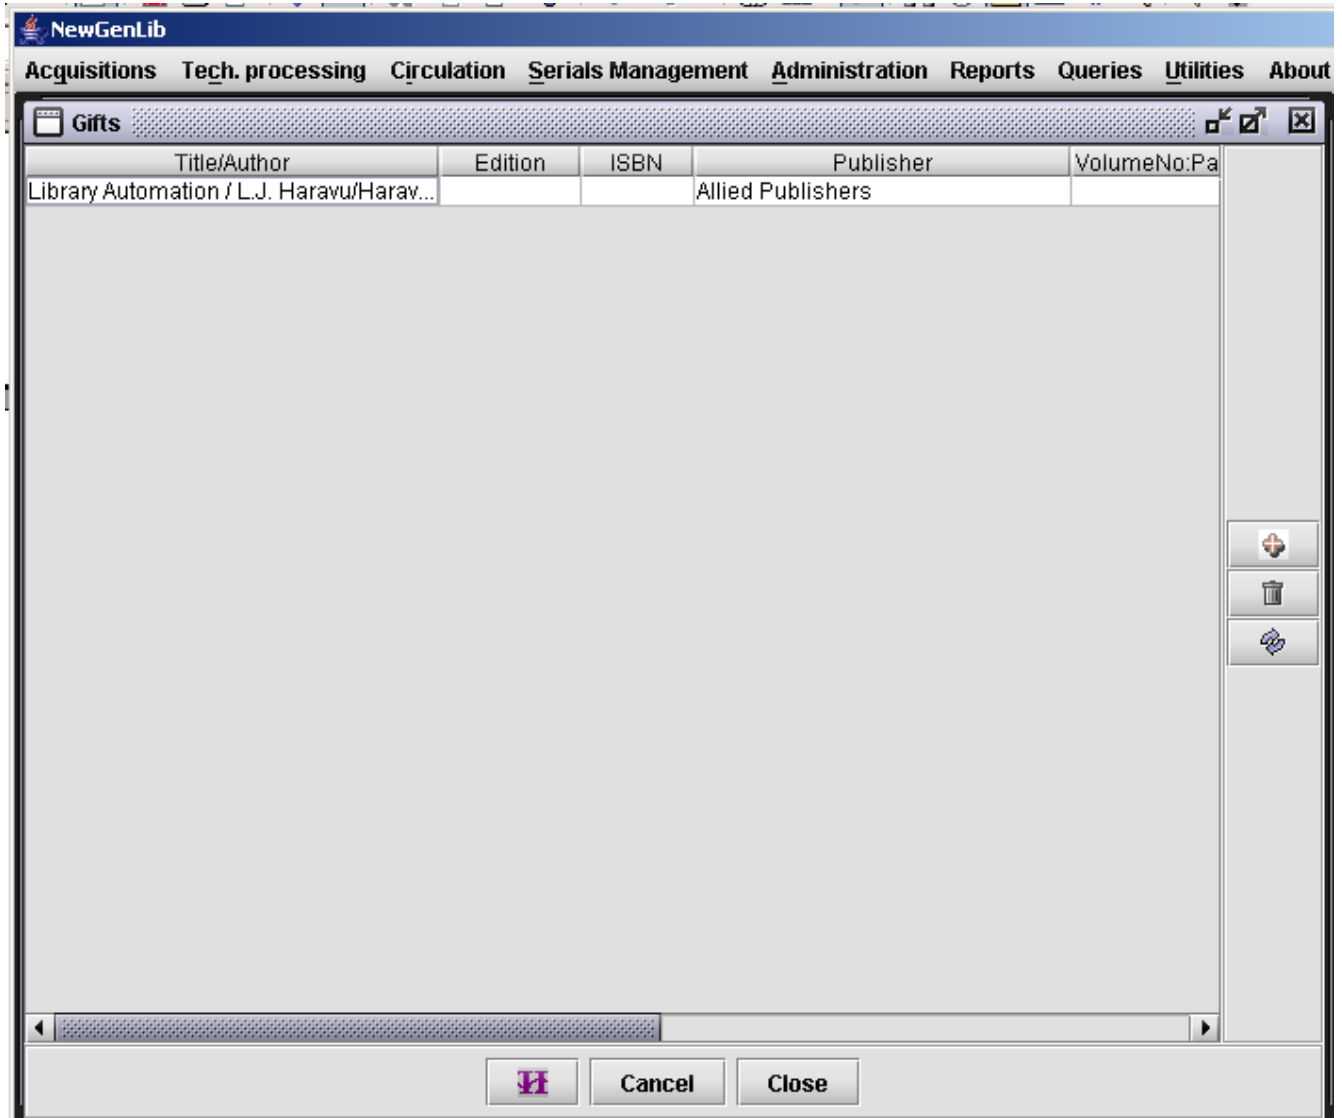 NewGenLib
Acquisitions Tech. processing Circulation Serials Management Administration Reports Queries Utilities About
Gifts
Title/Author Edition ISBN Publisher VolumeNo:Pa
Library Automation / L.J. Haravu/Harav... Allied Publishers
Cancel Close